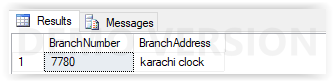 Results Messages
BranchNumber BranchAddress
1 7780 karachi clock